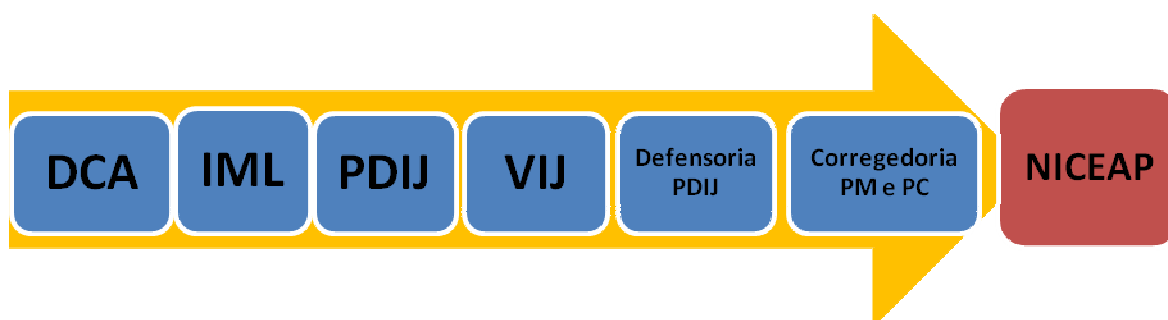 DCA
IML
PDIJ
VIJ
Defensoria
PDIJ
Corregedoria
PM e PC
NICEAP